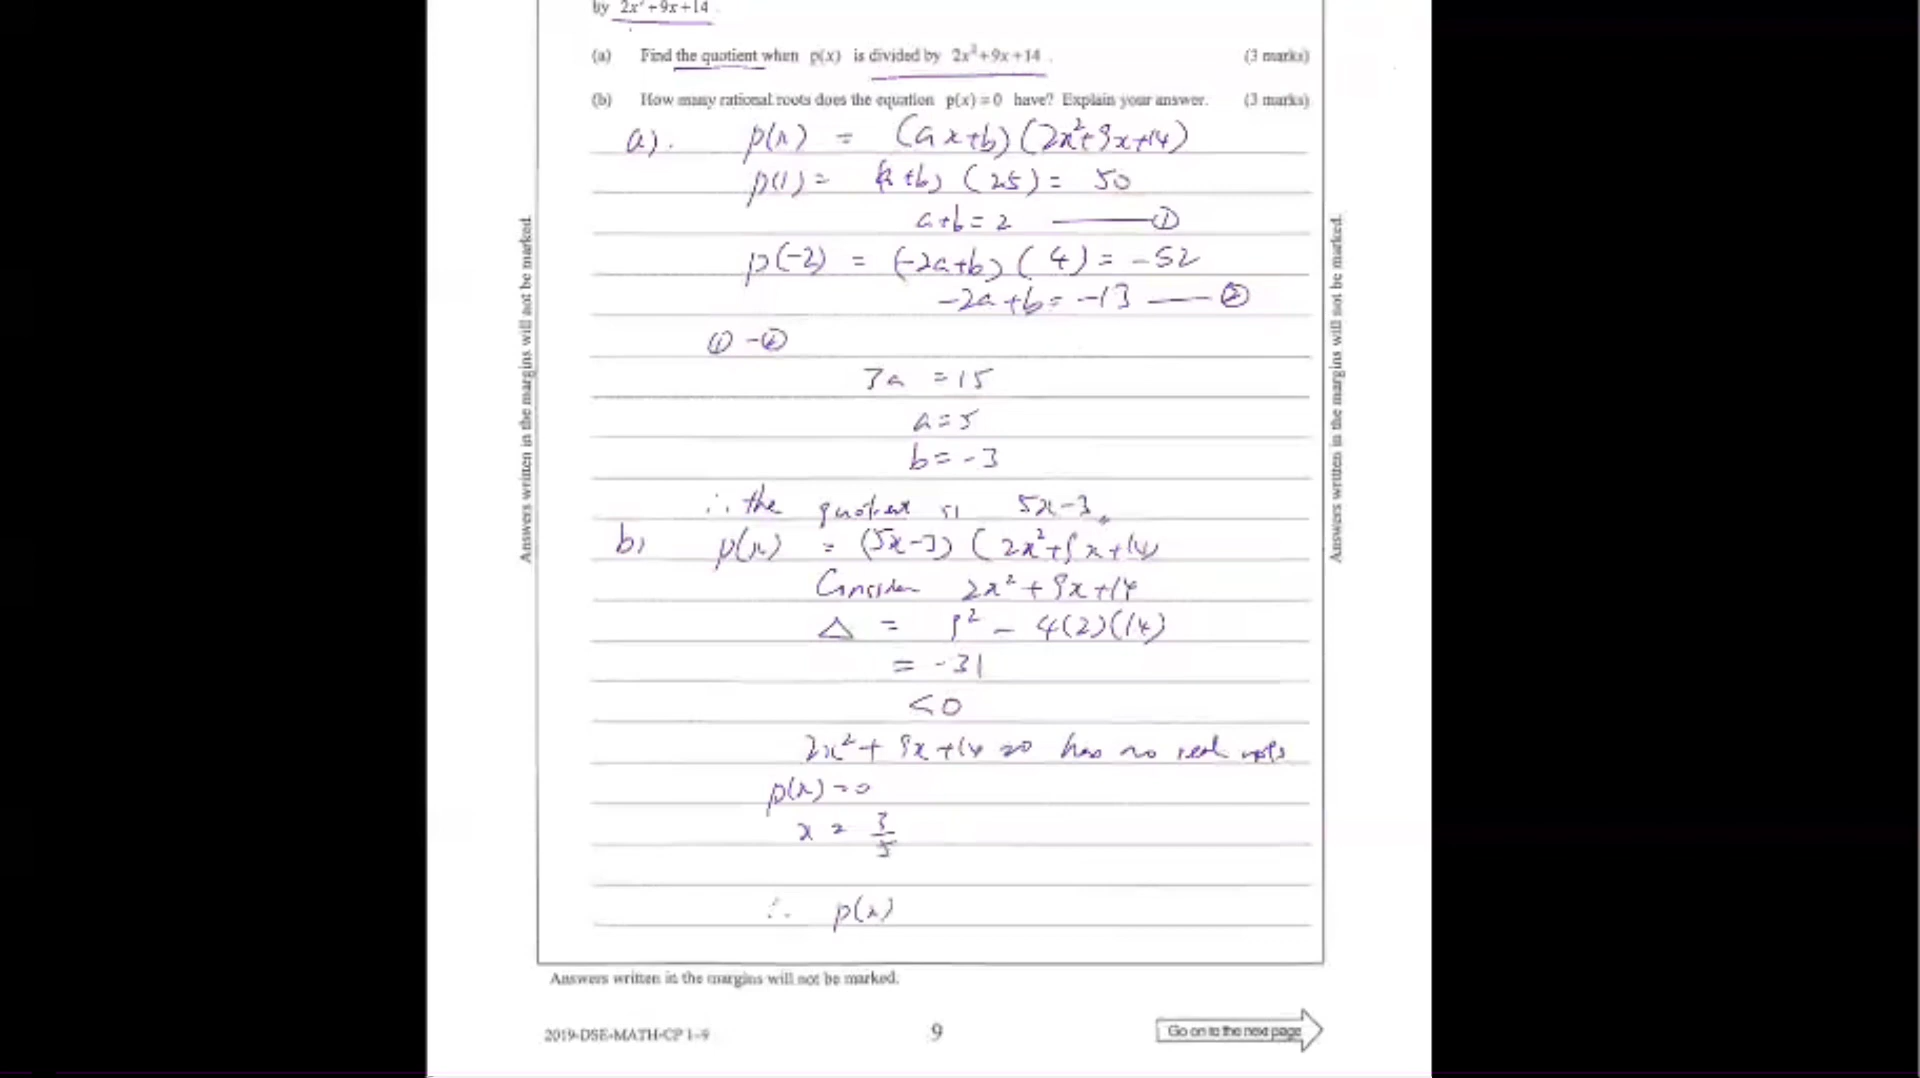 by 2x²+9x+14 .
(a) Find the quotient when p(x) is divided by 2x²+9x+14 . (3 marks)
(b) How many rational roots does the equation p(x)=0 have? Explain your answer. (3 marks)
a). p(x) = (ax+b)(2x²+9x+14)
p(1) = (a+b)(25) = 50
a+b=2 ——— ①
p(-2) = (-2a+b)(4) = -52
-2a+b = -13 —— ②
① - ②
3a = 15
a=5
b= -3
∴ the quotient is 5x-3
b) p(x) = (5x-3)(2x²+9x+14)
Consider 2x²+9x+14
△ = 9² - 4(2)(14)
= -31
<0
2x²+9x+14=0 has no real roots
p(x)=0
x = 3/5
∴ p(x)
Answers written in the margins will not be marked.
Answers written in the margins will not be marked.
Answers written in the margins will not be marked.
2019-DSE-MATH-CP 1-9
9
Go on to the next page